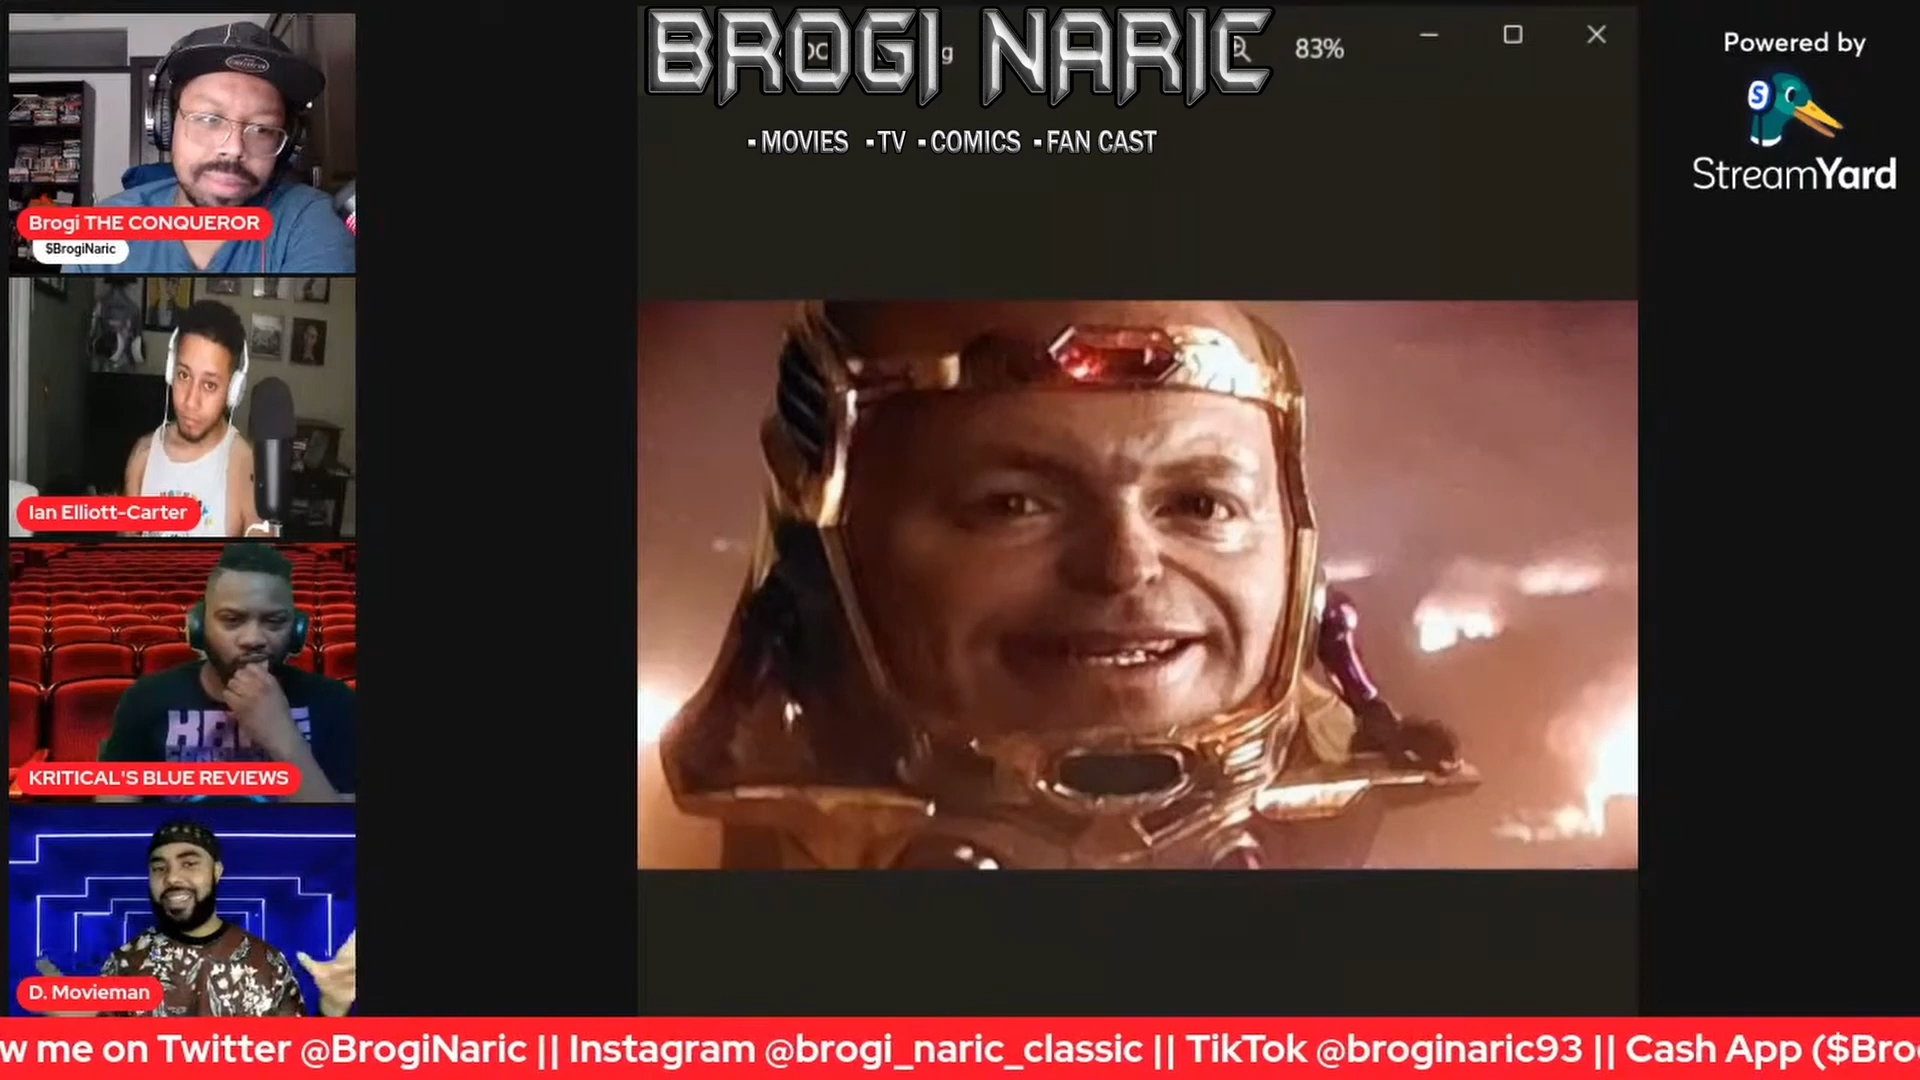 BROGI NARIC
83%
▪MOVIES ▪TV ▪COMICS ▪FAN CAST
Powered by
S
StreamYard
Brogi THE CONQUEROR
$BrogiNaric
Ian Elliott-Carter
KRITICAL'S BLUE REVIEWS
D. Movieman
w me on Twitter @BrogiNaric || Instagram @brogi_naric_classic || TikTok @broginaric93 || Cash App ($Bro